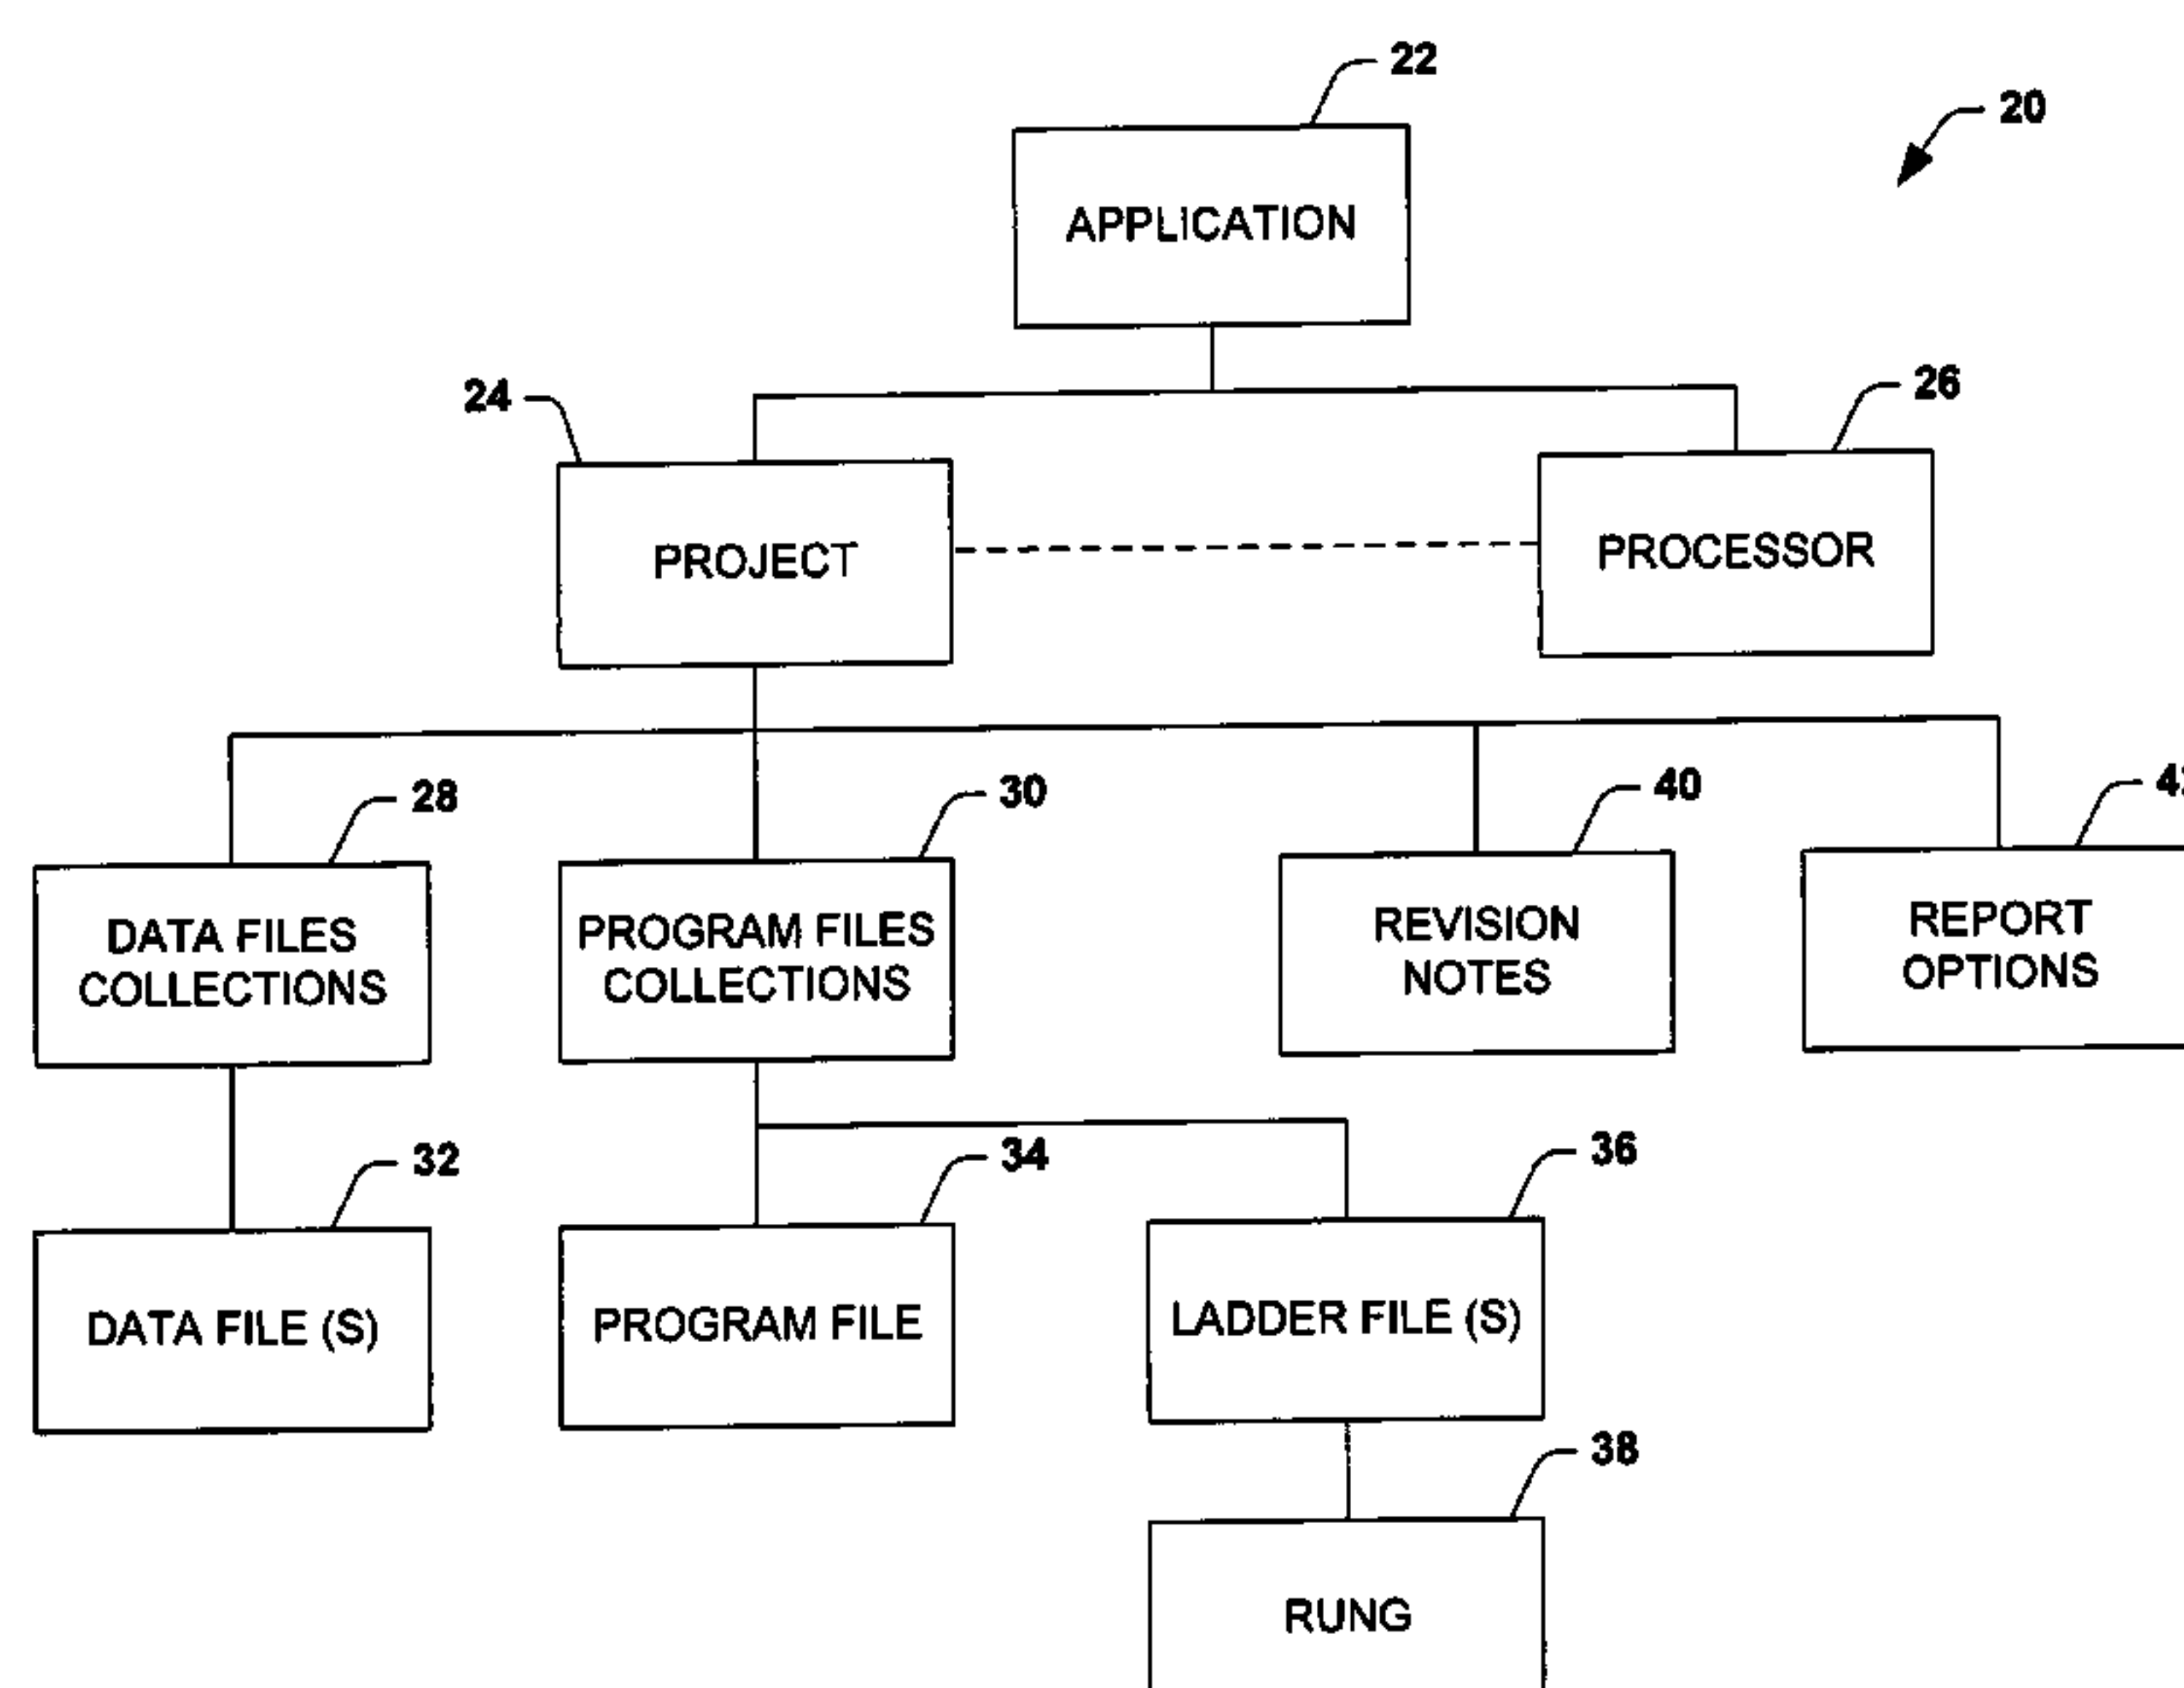 22
20
APPLICATION
24
26
PROJECT
PROCESSOR
28
30
40
DATA FILES
COLLECTIONS
PROGRAM FILES
COLLECTIONS
REVISION
NOTES
REPORT
OPTIONS
32
34
36
DATA FILE (S)
PROGRAM FILE
LADDER FILE (S)
38
RUNG